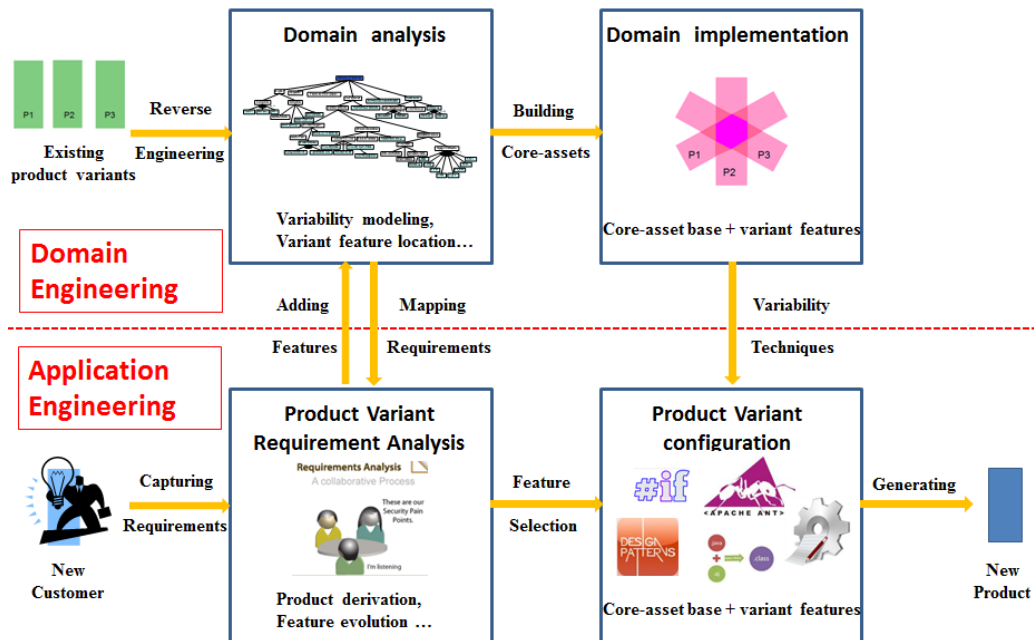 Domain analysis
Domain implementation
P1
P2
P3
Reverse
Engineering
Existing
product variants
Building
Core-assets
P1
P2
P3
Variability modeling,
Variant feature location...
Core-asset base + variant features
Domain
Engineering
Adding
Features
Mapping
Requirements
Variability
Techniques
Application
Engineering
Product Variant
Requirement Analysis
Product Variant
configuration
Requirements Analysis
A collaborative Process
These are our
Security Pain
Points.
I'm listening
Capturing
Requirements
Feature
Selection
#if
<APACHE ANT>
DESIGN
PATTERNS
.java
+
.class
Generating
New
Customer
Product derivation,
Feature evolution ...
Core-asset base + variant features
New
Product